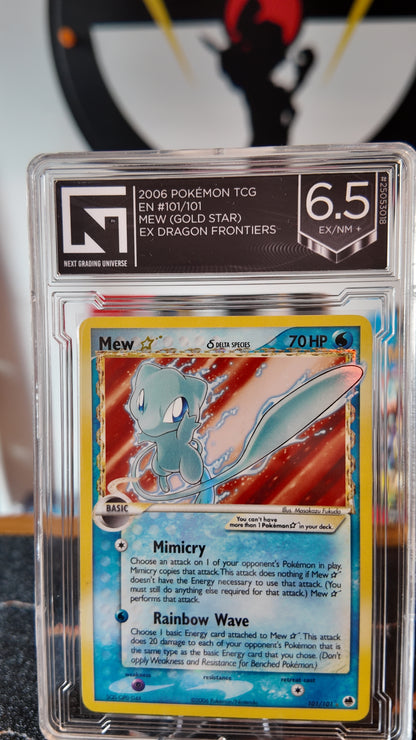 2006 POKÉMON TCG
EN #101/101
MEW (GOLD STAR)
EX DRAGON FRONTIERS
NEXT GRADING UNIVERSE
6.5
EX/NM +
#25053018
Mew ☆ δ DELTA SPECIES 70 HP
Illus. Masakazu Fukuda
BASIC
You can't have
more than 1 Pokémon☆ in your deck.
Mimicry
Choose an attack on 1 of your opponent's Pokémon in play.
Mimicry copies that attack. This attack does nothing if Mew ☆
doesn't have the Energy necessary to use that attack. (You
must still do anything else required for that attack.) Mew ☆
performs that attack.
Rainbow Wave
Choose 1 basic Energy card attached to Mew ☆. This attack
does 20 damage to each of your opponent's Pokémon that is
the same type as the basic Energy card that you chose. (Don't
apply Weakness and Resistance for Benched Pokémon.)
weakness resistance retreat cost
©2006 Pokémon/Nintendo
101/101